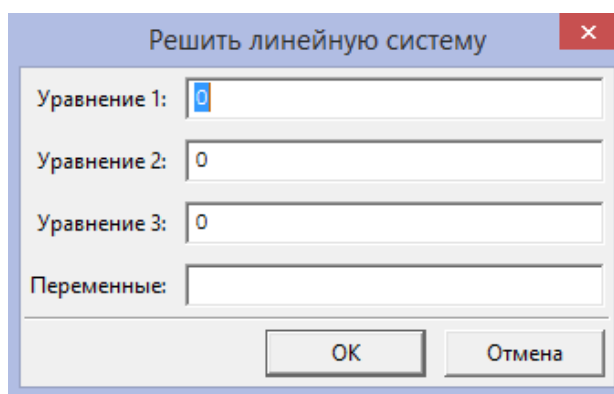 Решить линейную систему
Уравнение 1: 0
Уравнение 2: 0
Уравнение 3: 0
Переменные:
OK Отмена